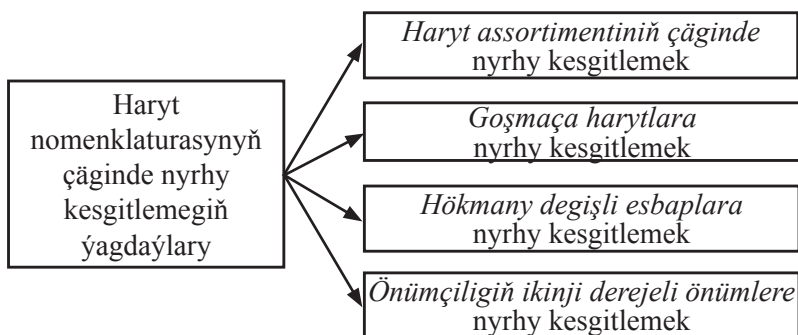 Haryt
nomenklaturasynyň
çäginde nyrhy
kesgitlemegiň
ýagdaýlary
Haryt assortimentiniň çäginde
nyrhy kesgitlemek
Goşmaça harytlara
nyrhy kesgitlemek
Hökmany degişli esbaplara
nyrhy kesgitlemek
Önümçiligiň ikinji derejeli önümlere
nyrhy kesgitlemek